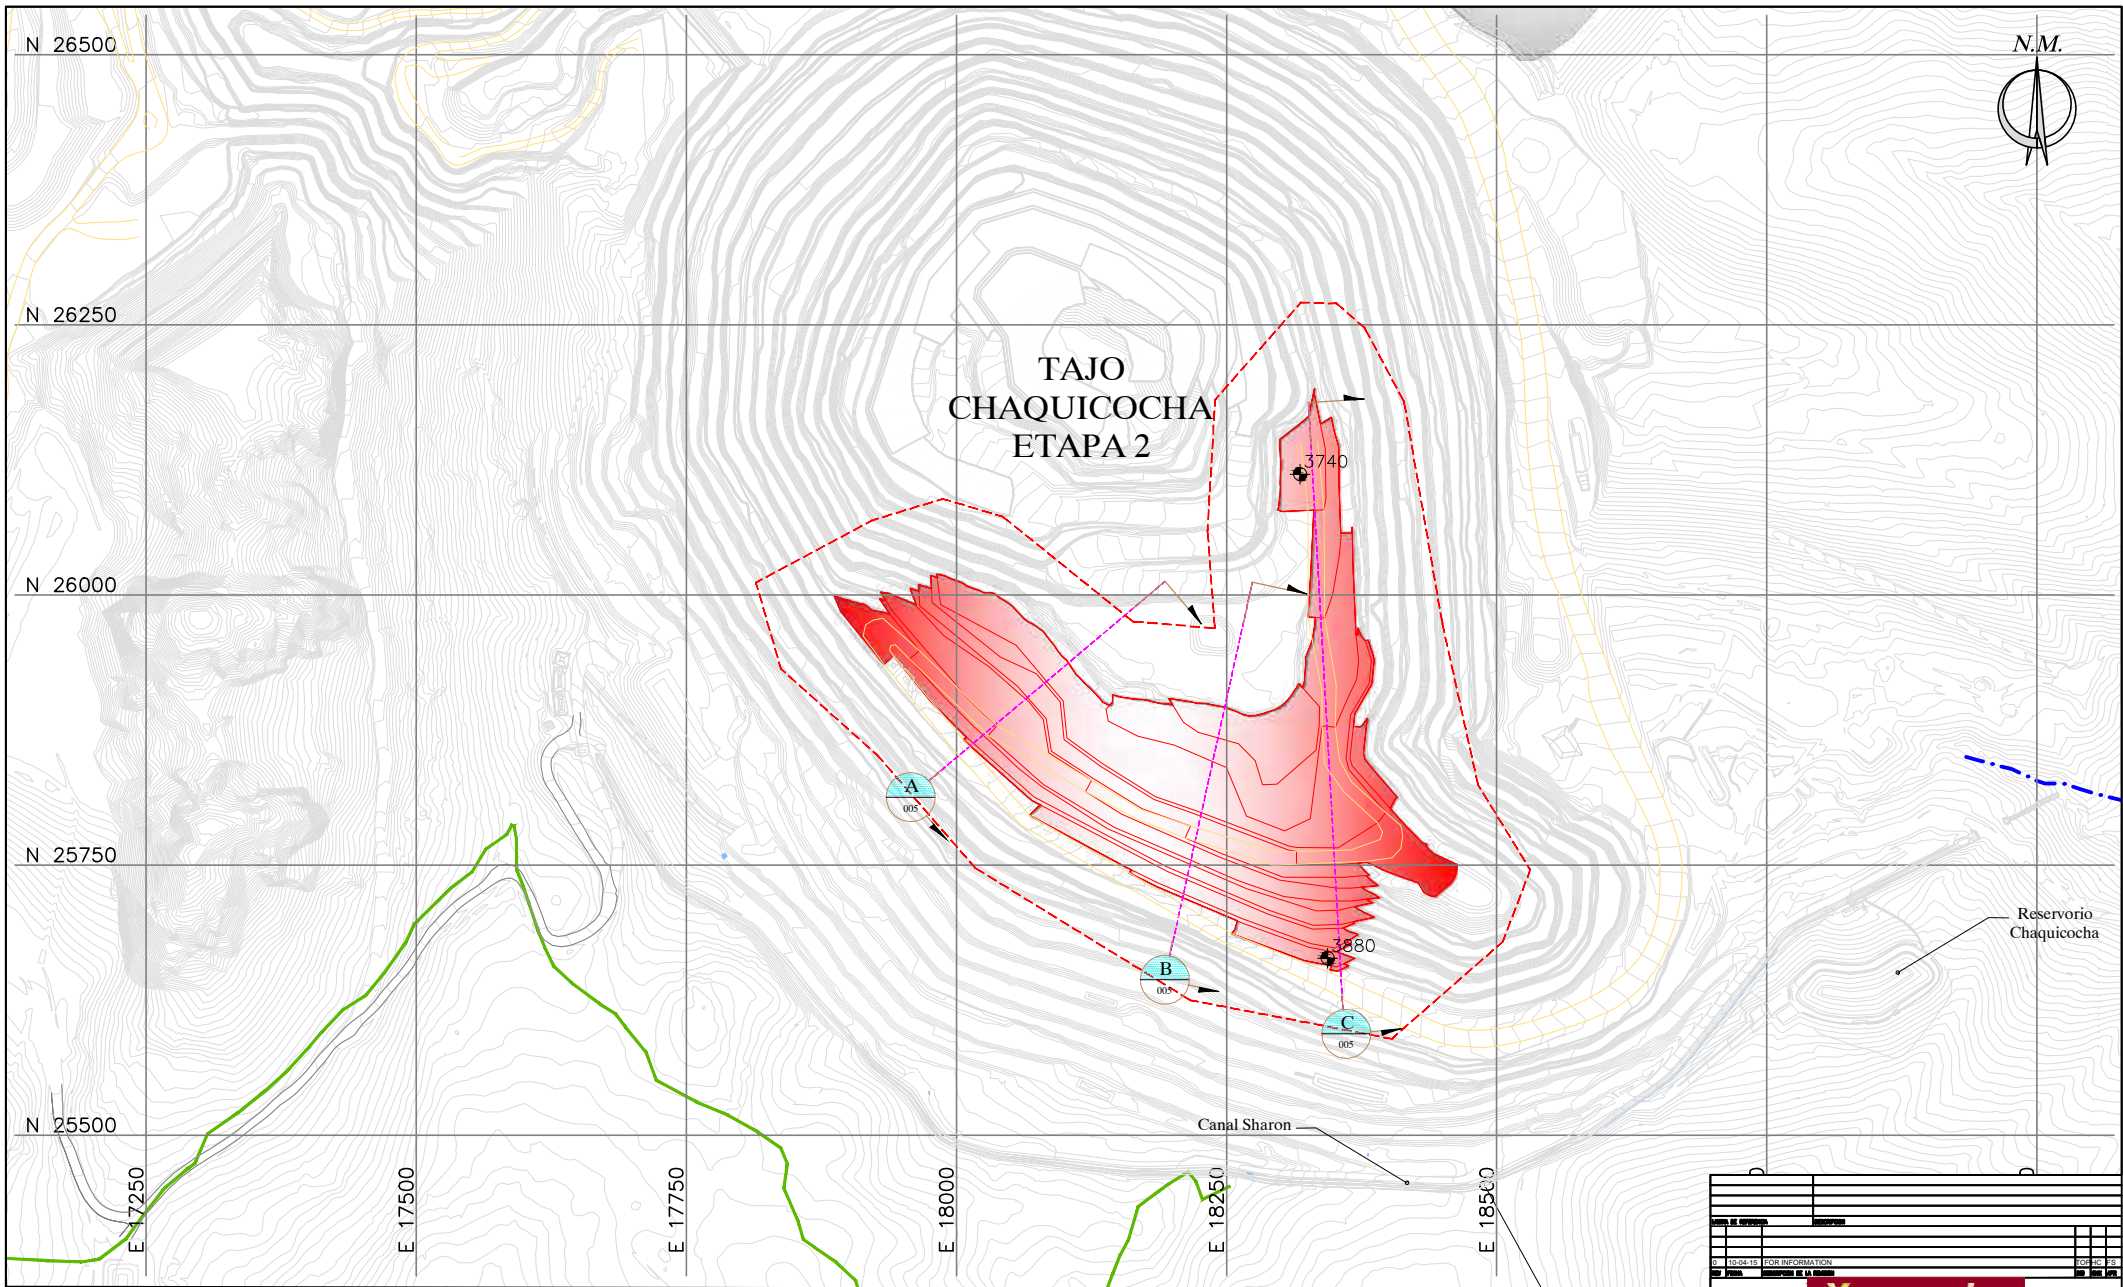 N 26500
N.M.
N 26250
TAJO
CHAQUICOCHA
ETAPA 2
3740
N 26000
A
005
N 25750
Reservorio
Chaquicocha
3880
B
005
C
005
Canal Sharon
N 25500
E 17250
E 17500
E 17750
E 18000
E 18250
E 18500
0 10-04-15 FOR INFORMATION